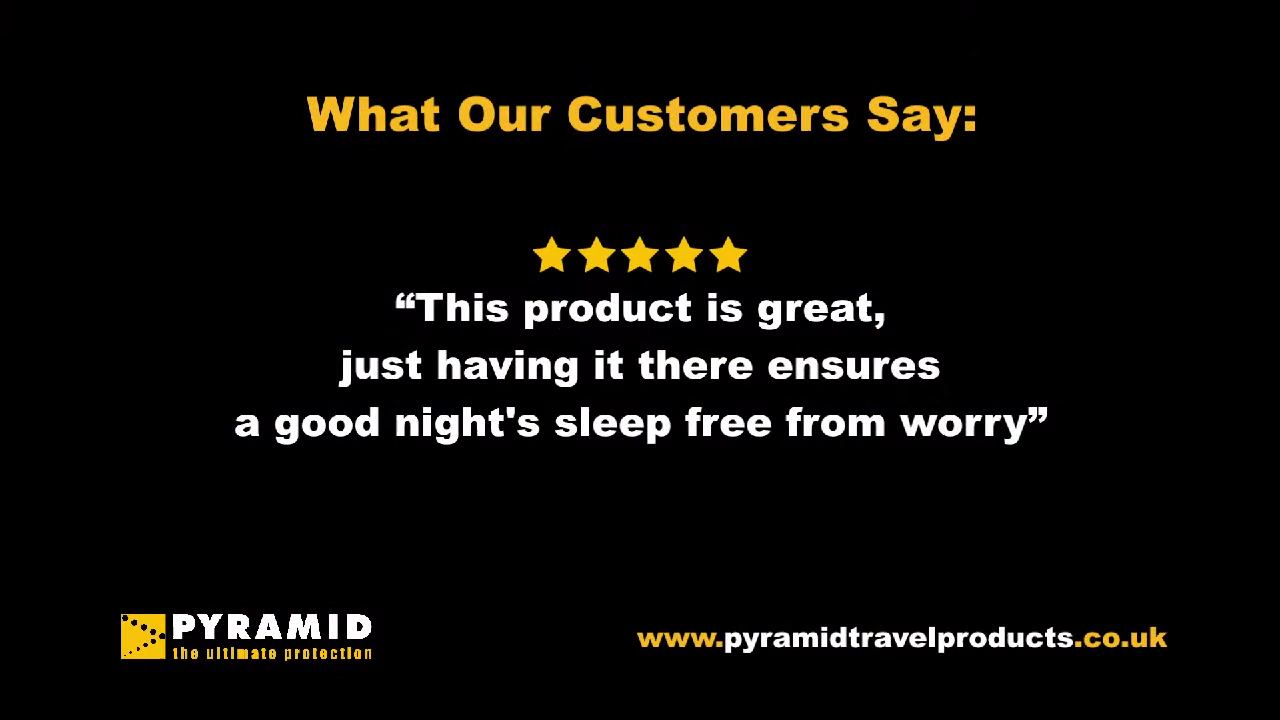 What Our Customers Say:
“This product is great,
just having it there ensures
a good night's sleep free from worry”
PYRAMID
the ultimate protection
www.pyramidtravelproducts.co.uk